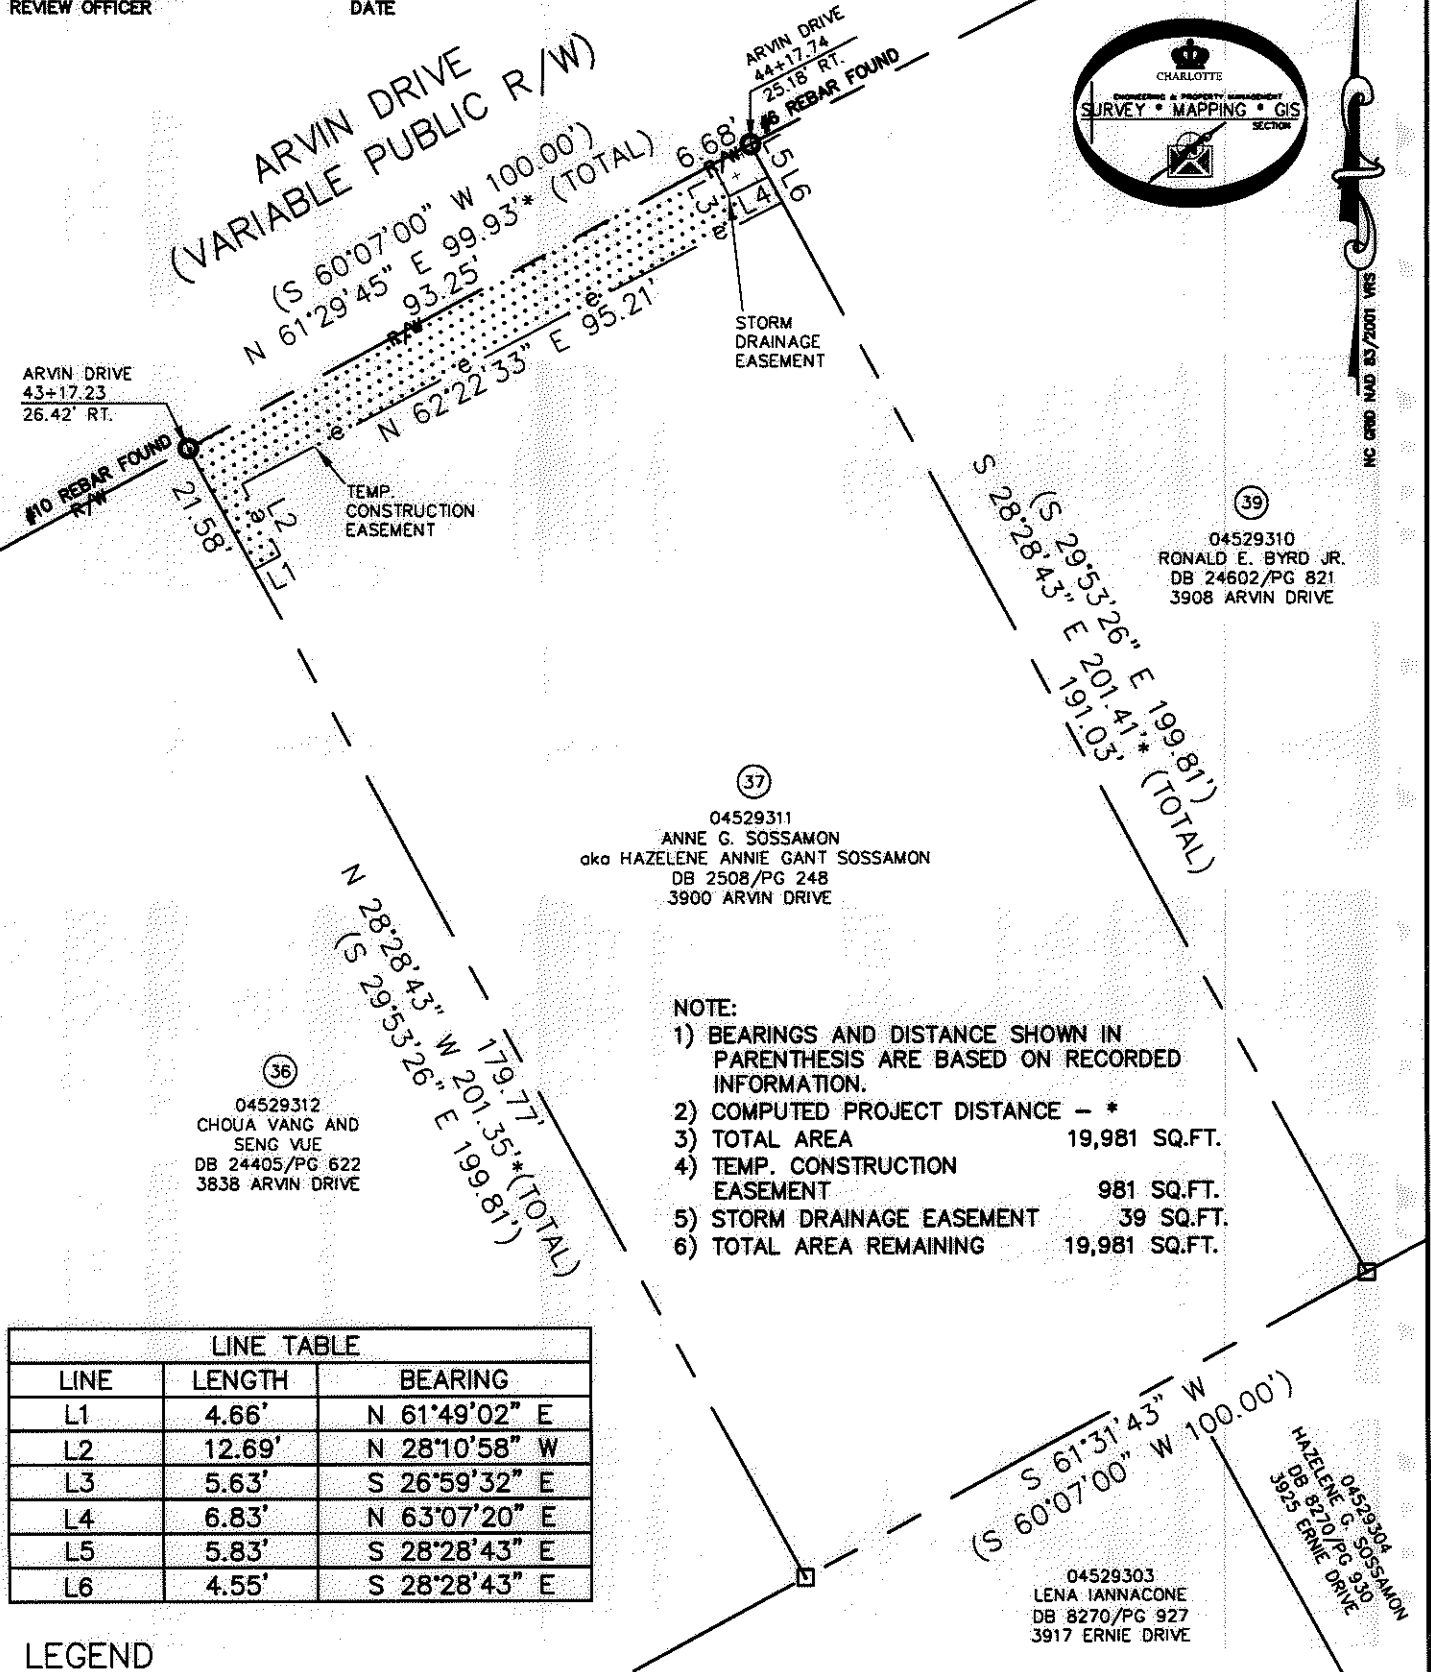 REVIEW OFFICER
DATE
ARVIN DRIVE
(VARIABLE PUBLIC R/W)
(S 60°07'00" W 100.00')
N 61°29'45" E 99.93'* (TOTAL)
93.25'
6.68'
R/W
R/W
ARVIN DRIVE
44+17.74
25.18' RT.
#6 REBAR FOUND
CHARLOTTE
ENGINEERING & PROPERTY MANAGEMENT
SURVEY * MAPPING * GIS
SECTION
NC GRID NAD 83/2001 VRS
L5
L6
L3
L4
+
+
e
e
e
e
e
N 62°22'33" E 95.21'
STORM
DRAINAGE
EASEMENT
ARVIN DRIVE
43+17.23
26.42' RT.
#10 REBAR FOUND
R/W
21.58'
L2
L1
TEMP.
CONSTRUCTION
EASEMENT
(S 29°53'26" E 199.81')
S 28°28'43" E 201.41'* (TOTAL)
191.03'
39
04529310
RONALD E. BYRD JR.
DB 24602/PG 821
3908 ARVIN DRIVE
37
04529311
ANNE G. SOSSAMON
aka HAZELENE ANNIE GANT SOSSAMON
DB 2508/PG 248
3900 ARVIN DRIVE
179.77'
N 28°28'43" W 201.35'*(TOTAL)
(S 29°53'26" E 199.81')
36
04529312
CHOUA VANG AND
SENG VUE
DB 24405/PG 622
3838 ARVIN DRIVE
NOTE:
1) BEARINGS AND DISTANCE SHOWN IN
PARENTHESIS ARE BASED ON RECORDED
INFORMATION.
2) COMPUTED PROJECT DISTANCE - *
3) TOTAL AREA 19,981 SQ.FT.
4) TEMP. CONSTRUCTION
EASEMENT 981 SQ.FT.
5) STORM DRAINAGE EASEMENT 39 SQ.FT.
6) TOTAL AREA REMAINING 19,981 SQ.FT.
LINE TABLE
LINE LENGTH BEARING
L1 4.66' N 61°49'02" E
L2 12.69' N 28°10'58" W
L3 5.63' S 26°59'32" E
L4 6.83' N 63°07'20" E
L5 5.83' S 28°28'43" E
L6 4.55' S 28°28'43" E
S 61°31'43" W
(S 60°07'00" W 100.00')
04529303
LENA IANNACONE
DB 8270/PG 927
3917 ERNIE DRIVE
04529304
HAZELENE G. SOSSAMON
DB 8270/PG 930
3925 ERNIE DRIVE
LEGEND